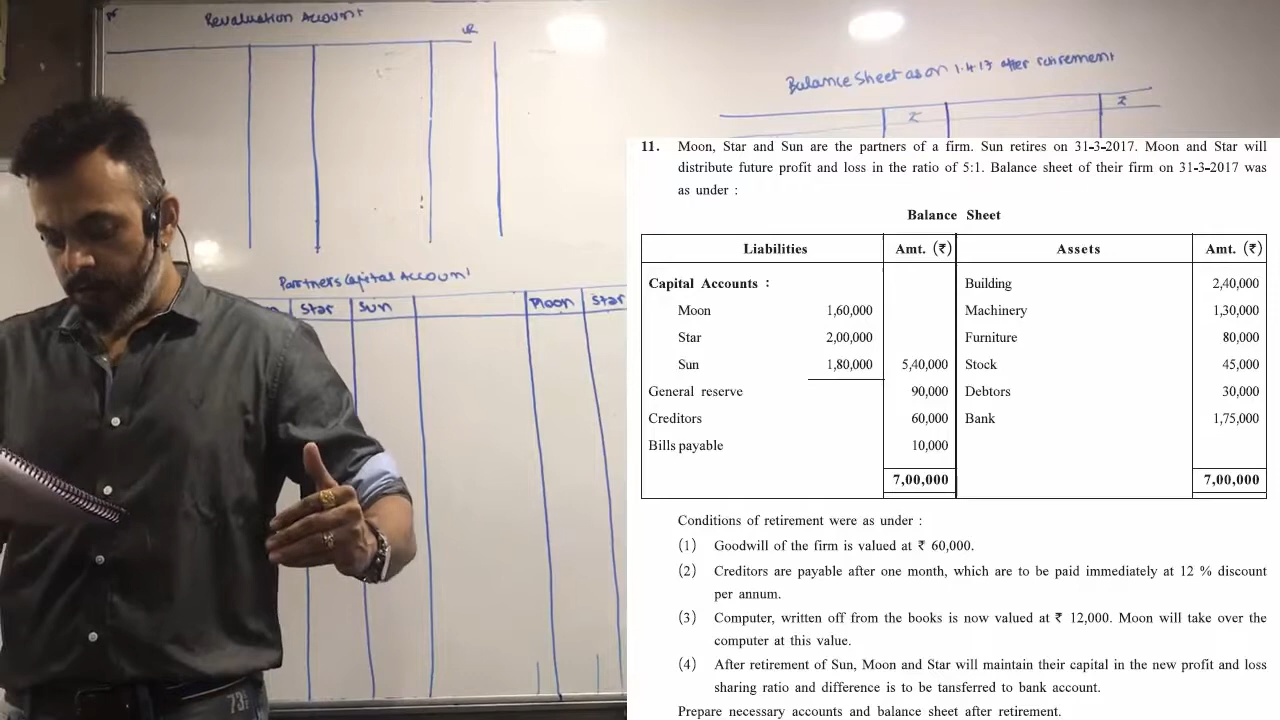 Revaluation Account
Balance Sheet as on 1.4.17 after retirement
₹ ₹
Partners Capital Account
Star Sun Moon Star
11. Moon, Star and Sun are the partners of a firm. Sun retires on 31-3-2017. Moon and Star will
distribute future profit and loss in the ratio of 5:1. Balance sheet of their firm on 31-3-2017 was
as under :
Balance Sheet
Liabilities Amt. (₹) Assets Amt. (₹)
Capital Accounts : Building 2,40,000
Moon 1,60,000 Machinery 1,30,000
Star 2,00,000 Furniture 80,000
Sun 1,80,000 5,40,000 Stock 45,000
General reserve 90,000 Debtors 30,000
Creditors 60,000 Bank 1,75,000
Bills payable 10,000
7,00,000 7,00,000
Conditions of retirement were as under :
(1) Goodwill of the firm is valued at ₹ 60,000.
(2) Creditors are payable after one month, which are to be paid immediately at 12 % discount
per annum.
(3) Computer, written off from the books is now valued at ₹ 12,000. Moon will take over the
computer at this value.
(4) After retirement of Sun, Moon and Star will maintain their capital in the new profit and loss
sharing ratio and difference is to be tansferred to bank account.
Prepare necessary accounts and balance sheet after retirement.
73